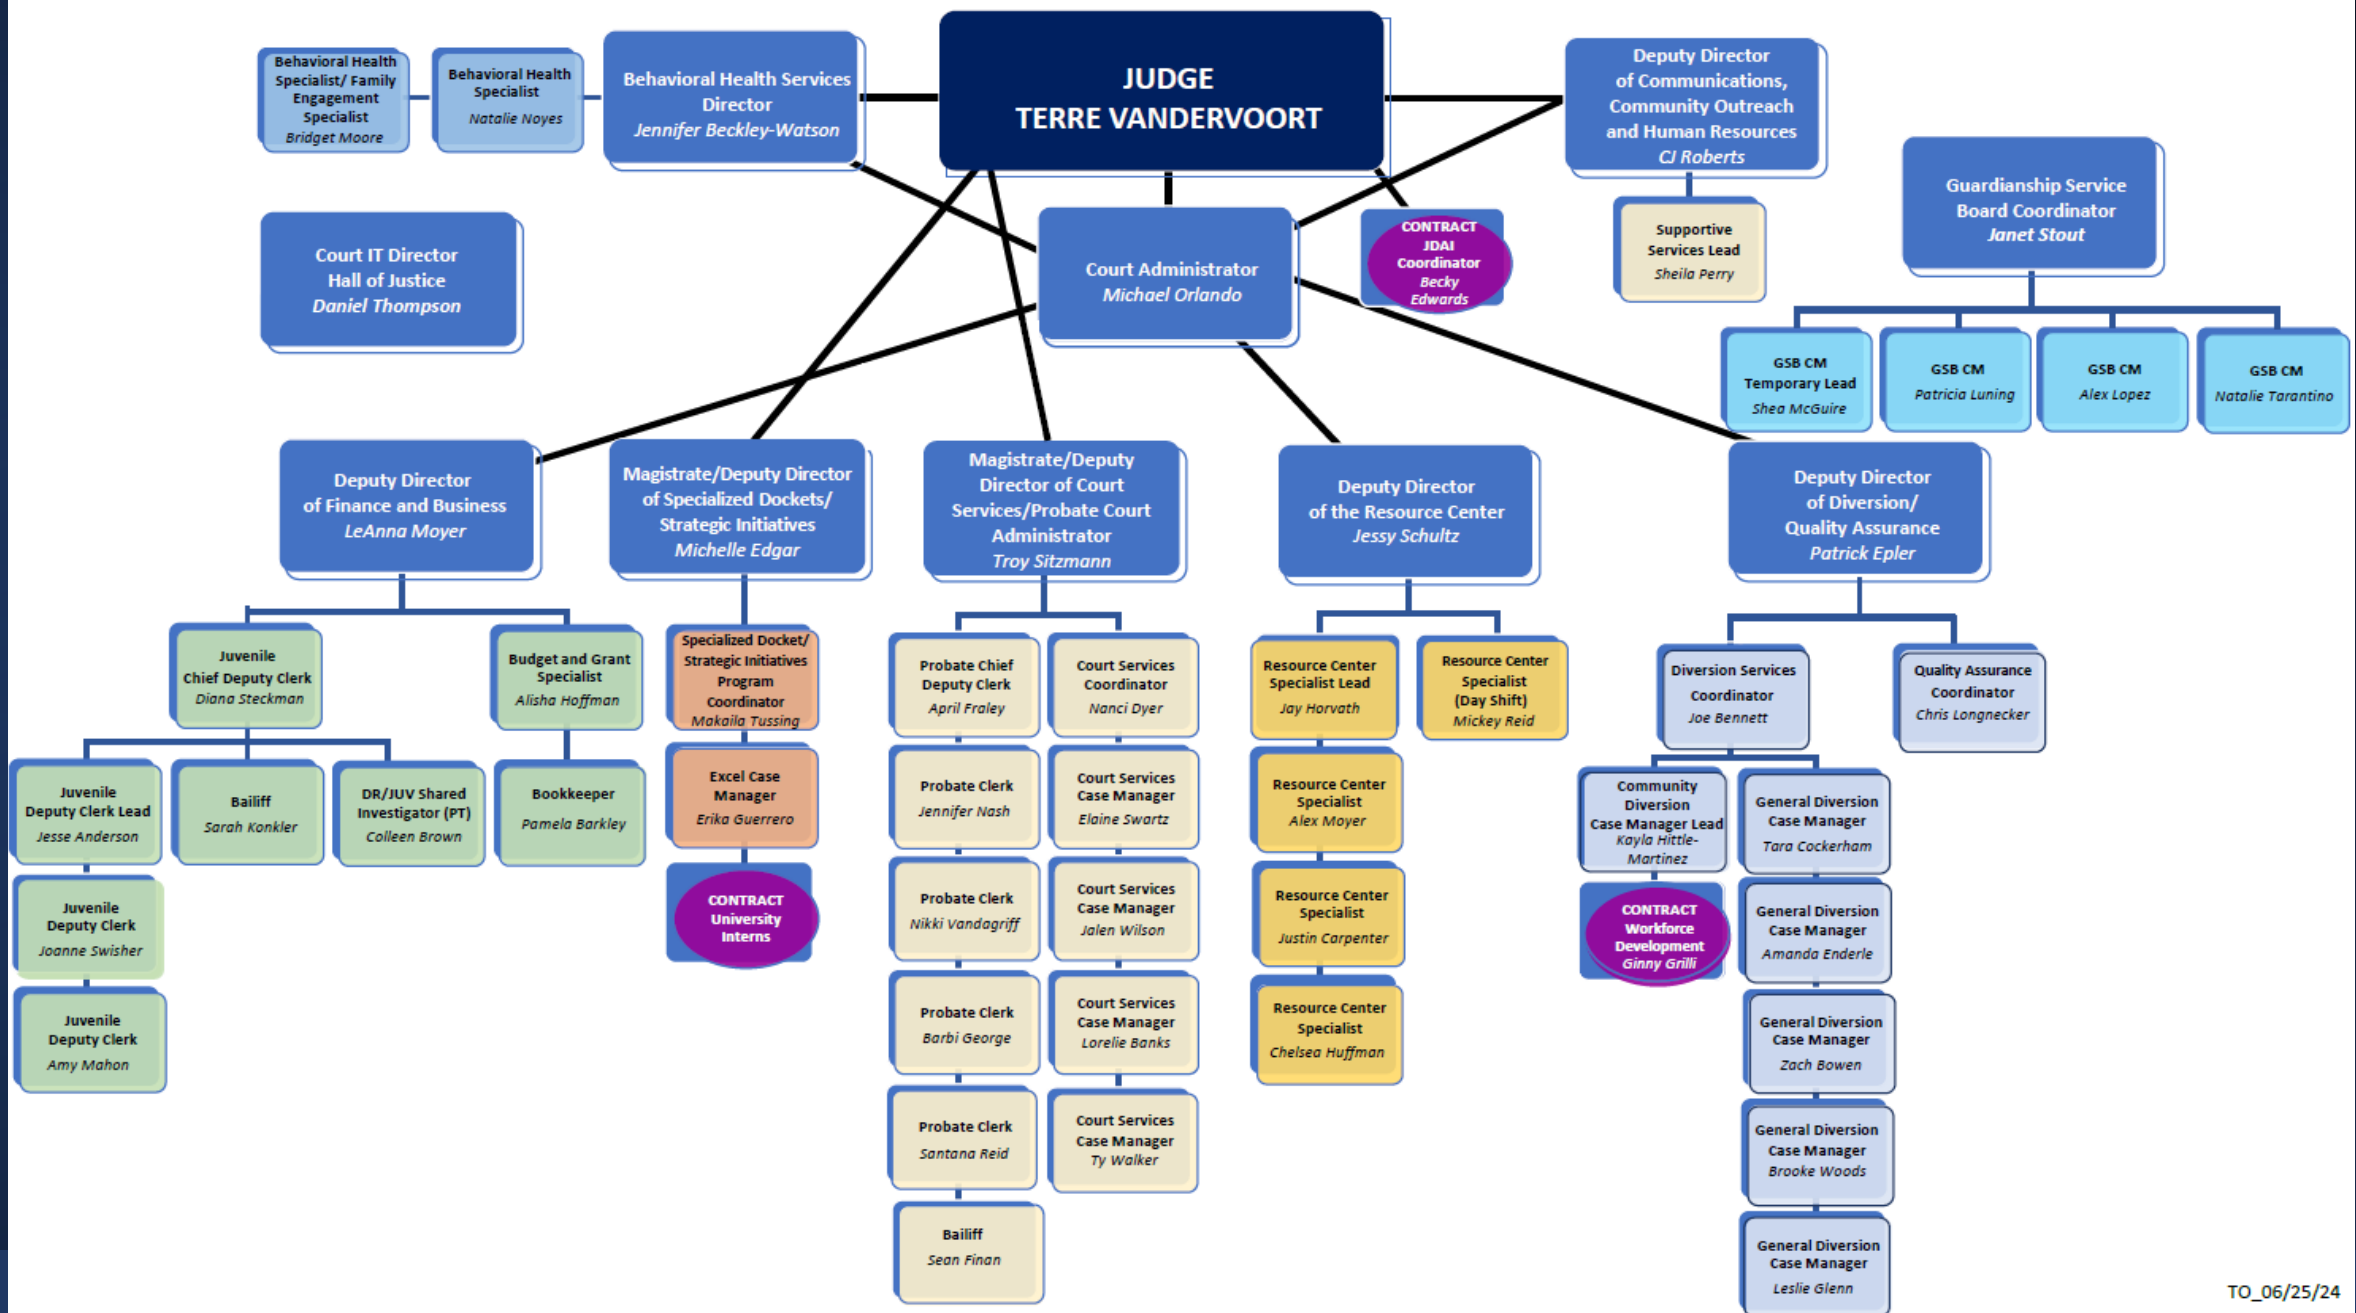 JUDGE
TERRE VANDERVOORT
Behavioral Health
Specialist/ Family
Engagement
Specialist
Bridget Moore
Behavioral Health
Specialist
Natalie Noyes
Behavioral Health Services
Director
Jennifer Beckley-Watson
Deputy Director
of Communications,
Community Outreach
and Human Resources
CJ Roberts
Supportive
Services Lead
Sheila Perry
Guardianship Service
Board Coordinator
Janet Stout
Court IT Director
Hall of Justice
Daniel Thompson
Court Administrator
Michael Orlando
CONTRACT
JDAI
Coordinator
Becky
Edwards
GSB CM
Temporary Lead
Shea McGuire
GSB CM
Patricia Luning
GSB CM
Alex Lopez
GSB CM
Natalie Tarantino
Deputy Director
of Finance and Business
LeAnna Moyer
Magistrate/Deputy Director
of Specialized Dockets/
Strategic Initiatives
Michelle Edgar
Magistrate/Deputy
Director of Court
Services/Probate Court
Administrator
Troy Sitzmann
Deputy Director
of the Resource Center
Jessy Schultz
Deputy Director
of Diversion/
Quality Assurance
Patrick Epler
Juvenile
Chief Deputy Clerk
Diana Steckman
Budget and Grant
Specialist
Alisha Hoffman
Juvenile
Deputy Clerk Lead
Jesse Anderson
Bailiff
Sarah Konkler
DR/JUV Shared
Investigator (PT)
Colleen Brown
Bookkeeper
Pamela Barkley
Juvenile
Deputy Clerk
Joanne Swisher
Juvenile
Deputy Clerk
Amy Mahon
Specialized Docket/
Strategic Initiatives
Program
Coordinator
Makaila Tussing
Excel Case
Manager
Erika Guerrero
CONTRACT
University
Interns
Probate Chief
Deputy Clerk
April Fraley
Probate Clerk
Jennifer Nash
Probate Clerk
Nikki Vandagriff
Probate Clerk
Barbi George
Probate Clerk
Santana Reid
Bailiff
Sean Finan
Court Services
Coordinator
Nanci Dyer
Court Services
Case Manager
Elaine Swartz
Court Services
Case Manager
Jalen Wilson
Court Services
Case Manager
Lorelie Banks
Court Services
Case Manager
Ty Walker
Resource Center
Specialist Lead
Jay Horvath
Resource Center
Specialist
Alex Moyer
Resource Center
Specialist
Justin Carpenter
Resource Center
Specialist
Chelsea Huffman
Resource Center
Specialist
(Day Shift)
Mickey Reid
Diversion Services
Coordinator
Joe Bennett
Quality Assurance
Coordinator
Chris Longnecker
Community
Diversion
Case Manager Lead
Kayla Hittle-
Martinez
CONTRACT
Workforce
Development
Ginny Grilli
General Diversion
Case Manager
Tara Cockerham
General Diversion
Case Manager
Amanda Enderle
General Diversion
Case Manager
Zach Bowen
General Diversion
Case Manager
Brooke Woods
General Diversion
Case Manager
Leslie Glenn
TO_06/25/24